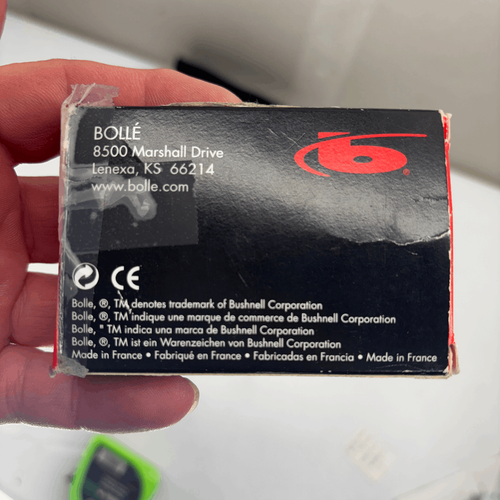 BOLLÉ
8500 Marshall Drive
Lenexa, KS 66214
www.bolle.com
b®
CE
Bolle, ®, TM denotes trademark of Bushnell Corporation
Bolle, ®, TM indique une marque de commerce de Bushnell Corporation
Bolle, ® TM indica una marca de Bushnell Corporation
Bolle, ®, TM ist ein Warenzeichen von Bushnell Corporation
Made in France • Fabriqué en France • Fabricadas en Francia • Made in France